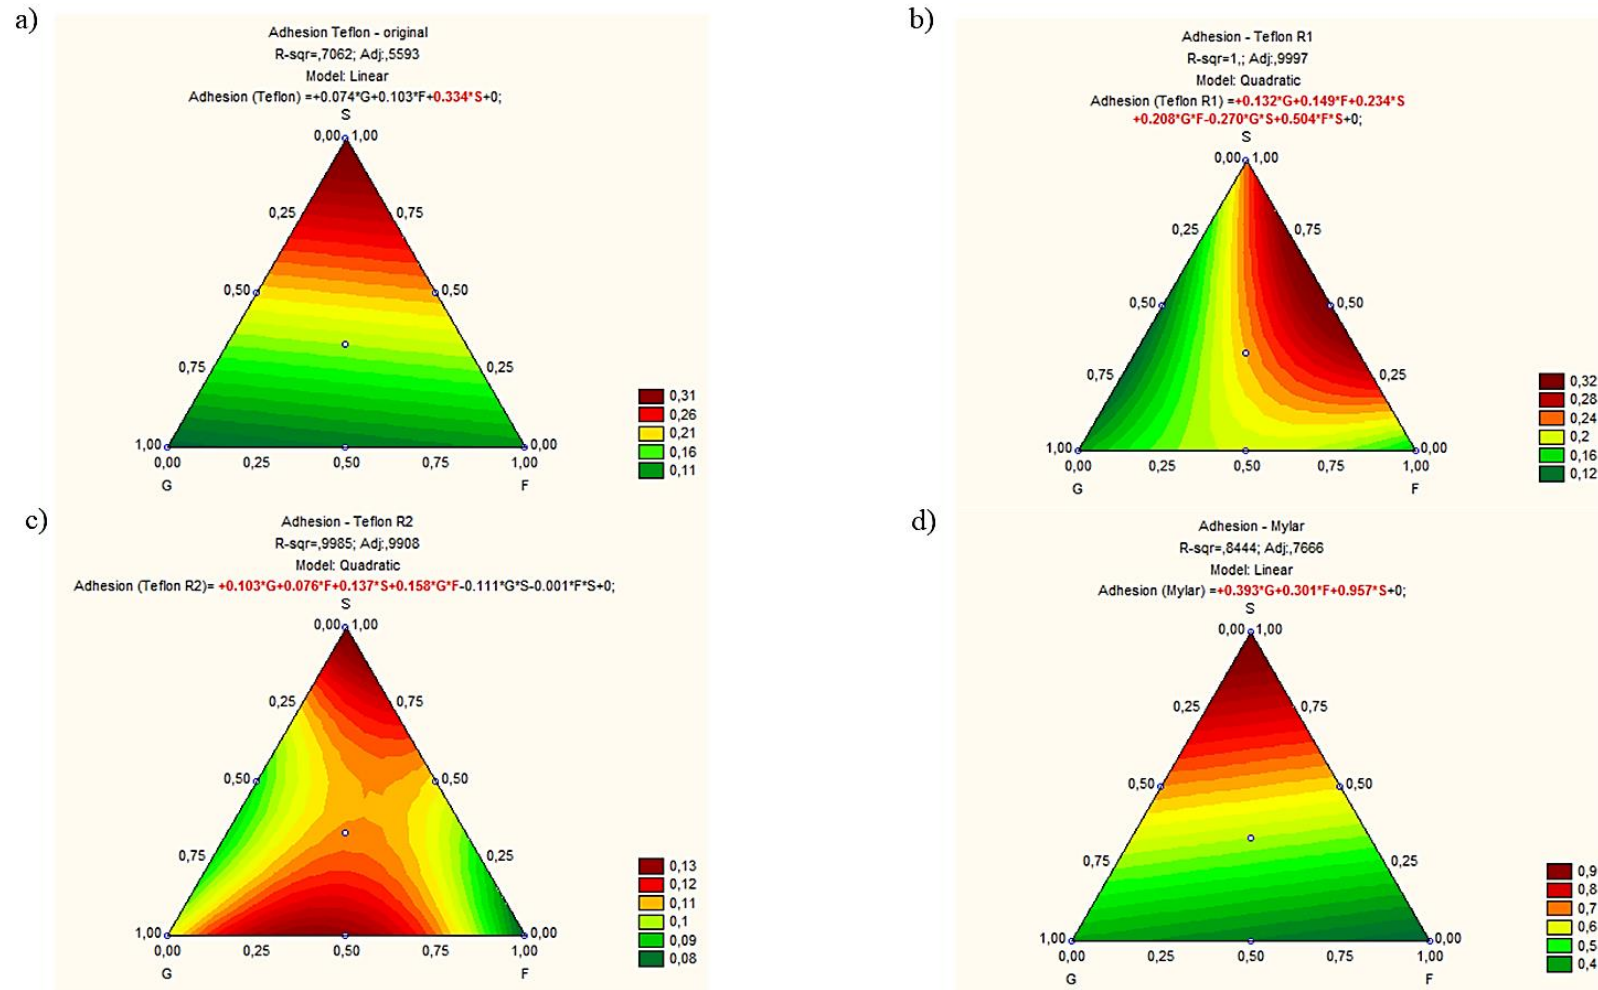 a)
Adhesion Teflon - original
R-sqr=,7062; Adj:,5593
Model: Linear
Adhesion (Teflon) =+0.074*G+0.103*F+0.334*S+0;
S
0,00 1,00
0,25 0,75
0,50 0,50
0,75 0,25
1,00 0,00
0,00 0,25 0,50 0,75 1,00
G F
0,31
0,26
0,21
0,16
0,11
b)
Adhesion - Teflon R1
R-sqr=1,; Adj:,9997
Model: Quadratic
Adhesion (Teflon R1) =+0.132*G+0.149*F+0.234*S
+0.208*G*F-0.270*G*S+0.504*F*S+0;
S
0,00 1,00
0,25 0,75
0,50 0,50
0,75 0,25
1,00 0,00
0,00 0,25 0,50 0,75 1,00
G F
0,32
0,28
0,24
0,2
0,16
0,12
c)
Adhesion - Teflon R2
R-sqr=,9985; Adj:,9908
Model: Quadratic
Adhesion (Teflon R2)= +0.103*G+0.076*F+0.137*S+0.158*G*F-0.111*G*S-0.001*F*S+0;
S
0,00 1,00
0,25 0,75
0,50 0,50
0,75 0,25
1,00 0,00
0,00 0,25 0,50 0,75 1,00
G F
0,13
0,12
0,11
0,1
0,09
0,08
d)
Adhesion - Mylar
R-sqr=,8444; Adj:,7666
Model: Linear
Adhesion (Mylar) =+0.393*G+0.301*F+0.957*S+0;
S
0,00 1,00
0,25 0,75
0,50 0,50
0,75 0,25
1,00 0,00
0,00 0,25 0,50 0,75 1,00
G F
0,9
0,8
0,7
0,6
0,5
0,4